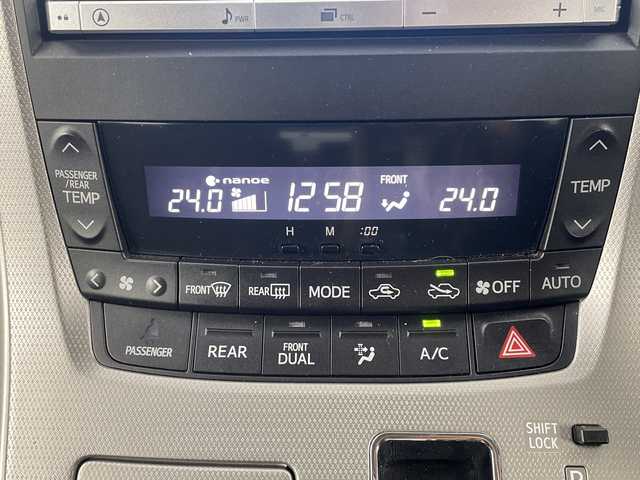 PWR CTRL MIC
nanoe FRONT
24.0 12:58 24.0
H M :00
PASSENGER
/REAR
TEMP
TEMP
FRONT REAR MODE OFF AUTO
PASSENGER REAR FRONT
DUAL A/C
SHIFT
LOCK
P